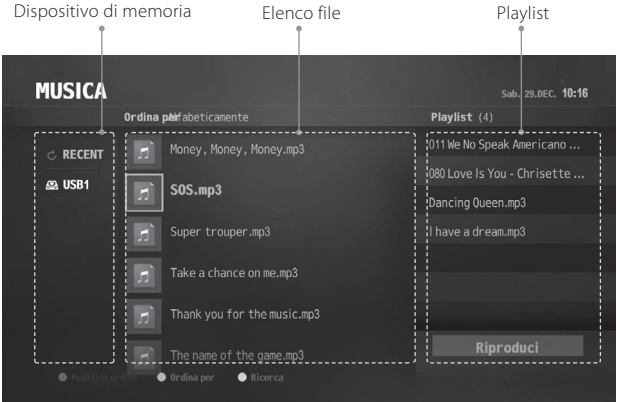 Dispositivo di memoria
Elenco file
Playlist
MUSICA
Sab. 29.DEC. 10:16
Ordina per Alfabeticamente
Playlist (4)
RECENT
USB1
Money, Money, Money.mp3
SOS.mp3
Super trouper.mp3
Take a chance on me.mp3
Thank you for the music.mp3
The name of the game.mp3
011 We No Speak Americano ...
080 Love Is You - Chrisette ...
Dancing Queen.mp3
I have a dream.mp3
Riproduci
Modifica ordine
Ordina per
Ricerca